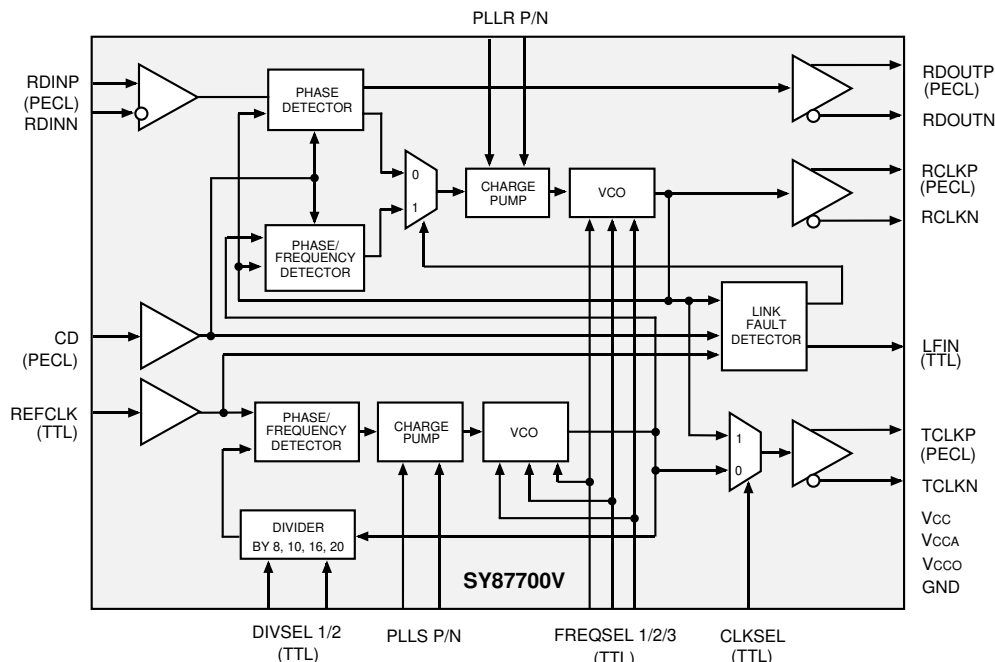 PLLR P/N
RDINP
(PECL)
RDINN
PHASE
DETECTOR
RDOUTP
(PECL)
RDOUTN
0
1
CHARGE
PUMP
VCO
RCLKP
(PECL)
RCLKN
PHASE/
FREQUENCY
DETECTOR
CD
(PECL)
LINK
FAULT
DETECTOR
LFIN
(TTL)
REFCLK
(TTL)
PHASE/
FREQUENCY
DETECTOR
CHARGE
PUMP
VCO
1
0
TCLKP
(PECL)
TCLKN
DIVIDER
BY 8, 10, 16, 20
SY87700V
VCC
VCCA
VCCO
GND
DIVSEL 1/2
(TTL)
PLLS P/N
FREQSEL 1/2/3
(TTL)
CLKSEL
(TTL)